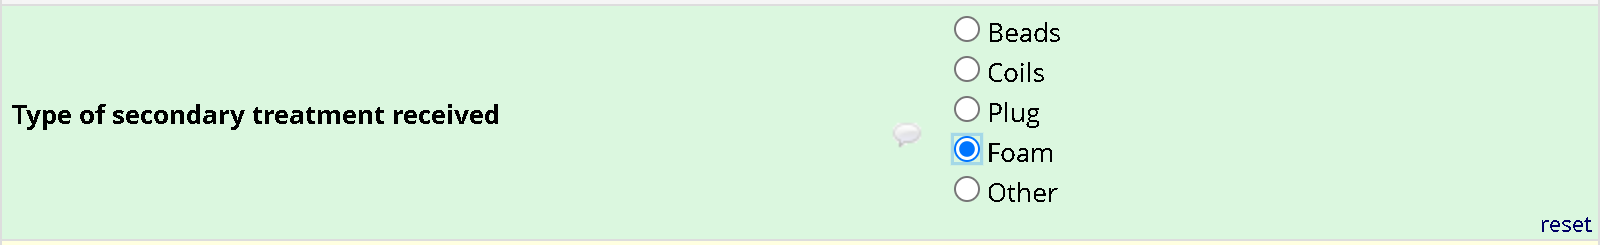 Type of secondary treatment received
Beads
Coils
Plug
Foam
Other
reset